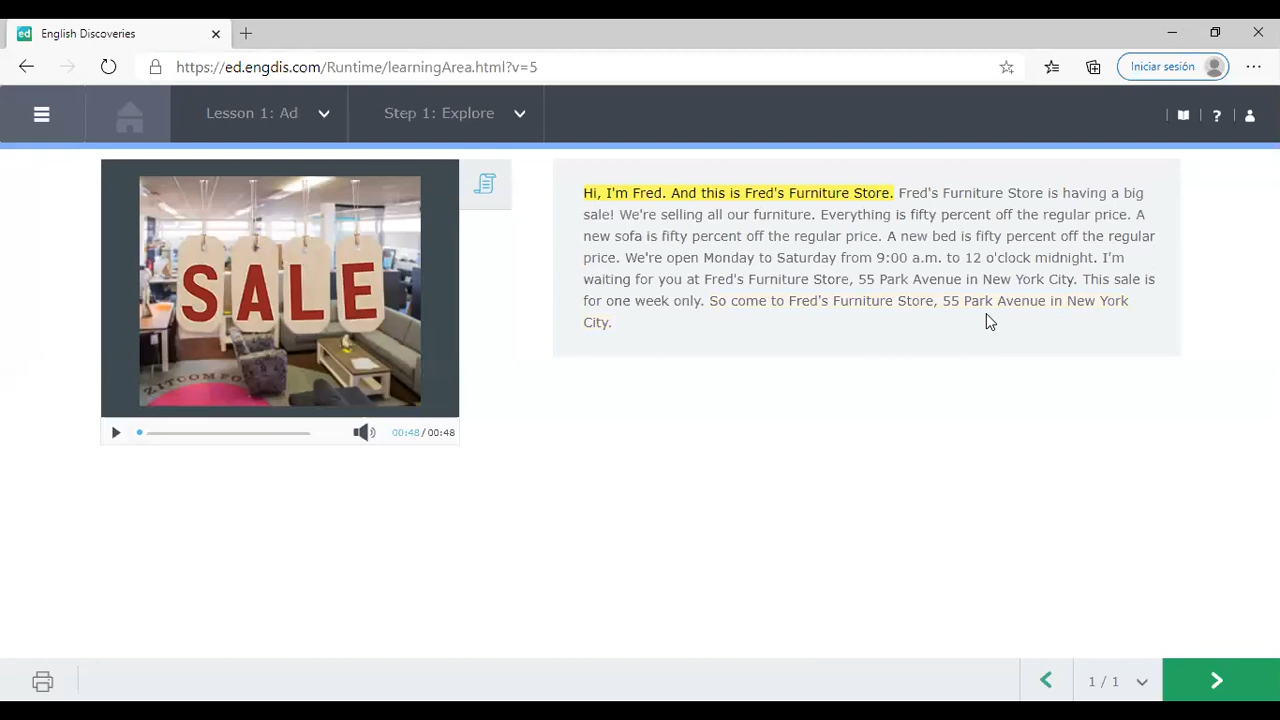 ed English Discoveries
https://ed.engdis.com/Runtime/learningArea.html?v=5
Iniciar sesión
Lesson 1: Ad
Step 1: Explore
?
SALE
ZITCOMPO
00:48 / 00:48
Hi, I'm Fred. And this is Fred's Furniture Store. Fred's Furniture Store is having a big
sale! We're selling all our furniture. Everything is fifty percent off the regular price. A
new sofa is fifty percent off the regular price. A new bed is fifty percent off the regular
price. We're open Monday to Saturday from 9:00 a.m. to 12 o'clock midnight. I'm
waiting for you at Fred's Furniture Store, 55 Park Avenue in New York City. This sale is
for one week only. So come to Fred's Furniture Store, 55 Park Avenue in New York
City.
1 / 1